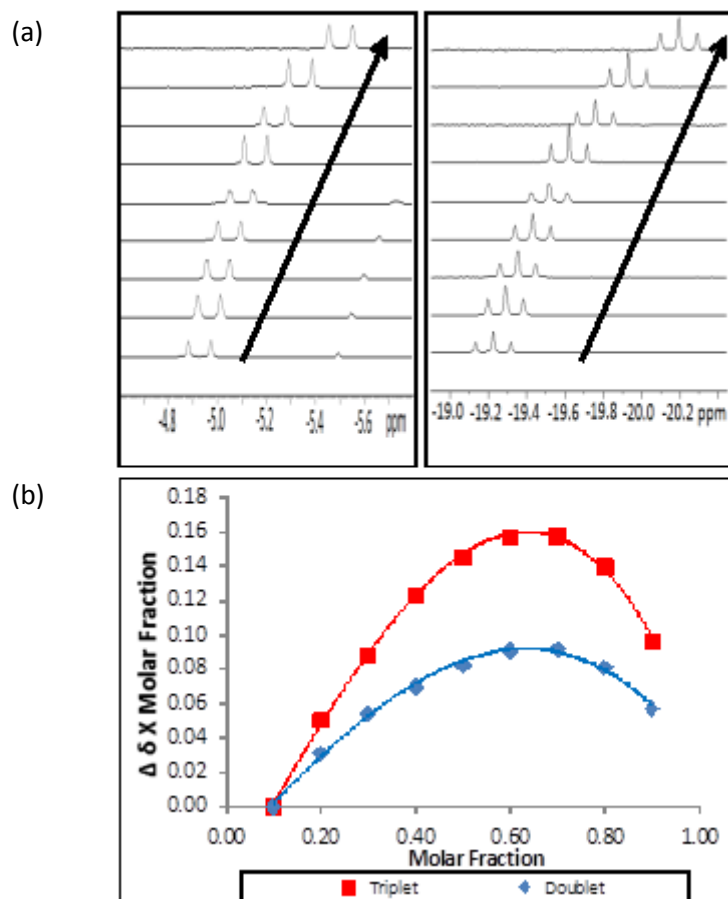 (a)
-4.8 -5.0 -5.2 -5.4 -5.6 ppm
-19.0 -19.2 -19.4 -19.6 -19.8 -20.0 -20.2 ppm
(b)
0.18
0.16
0.14
0.12
0.10
0.08
0.06
0.04
0.02
0.00
Δ δ X Molar Fraction
0.00 0.20 0.40 0.60 0.80 1.00
Molar Fraction
Triplet Doublet